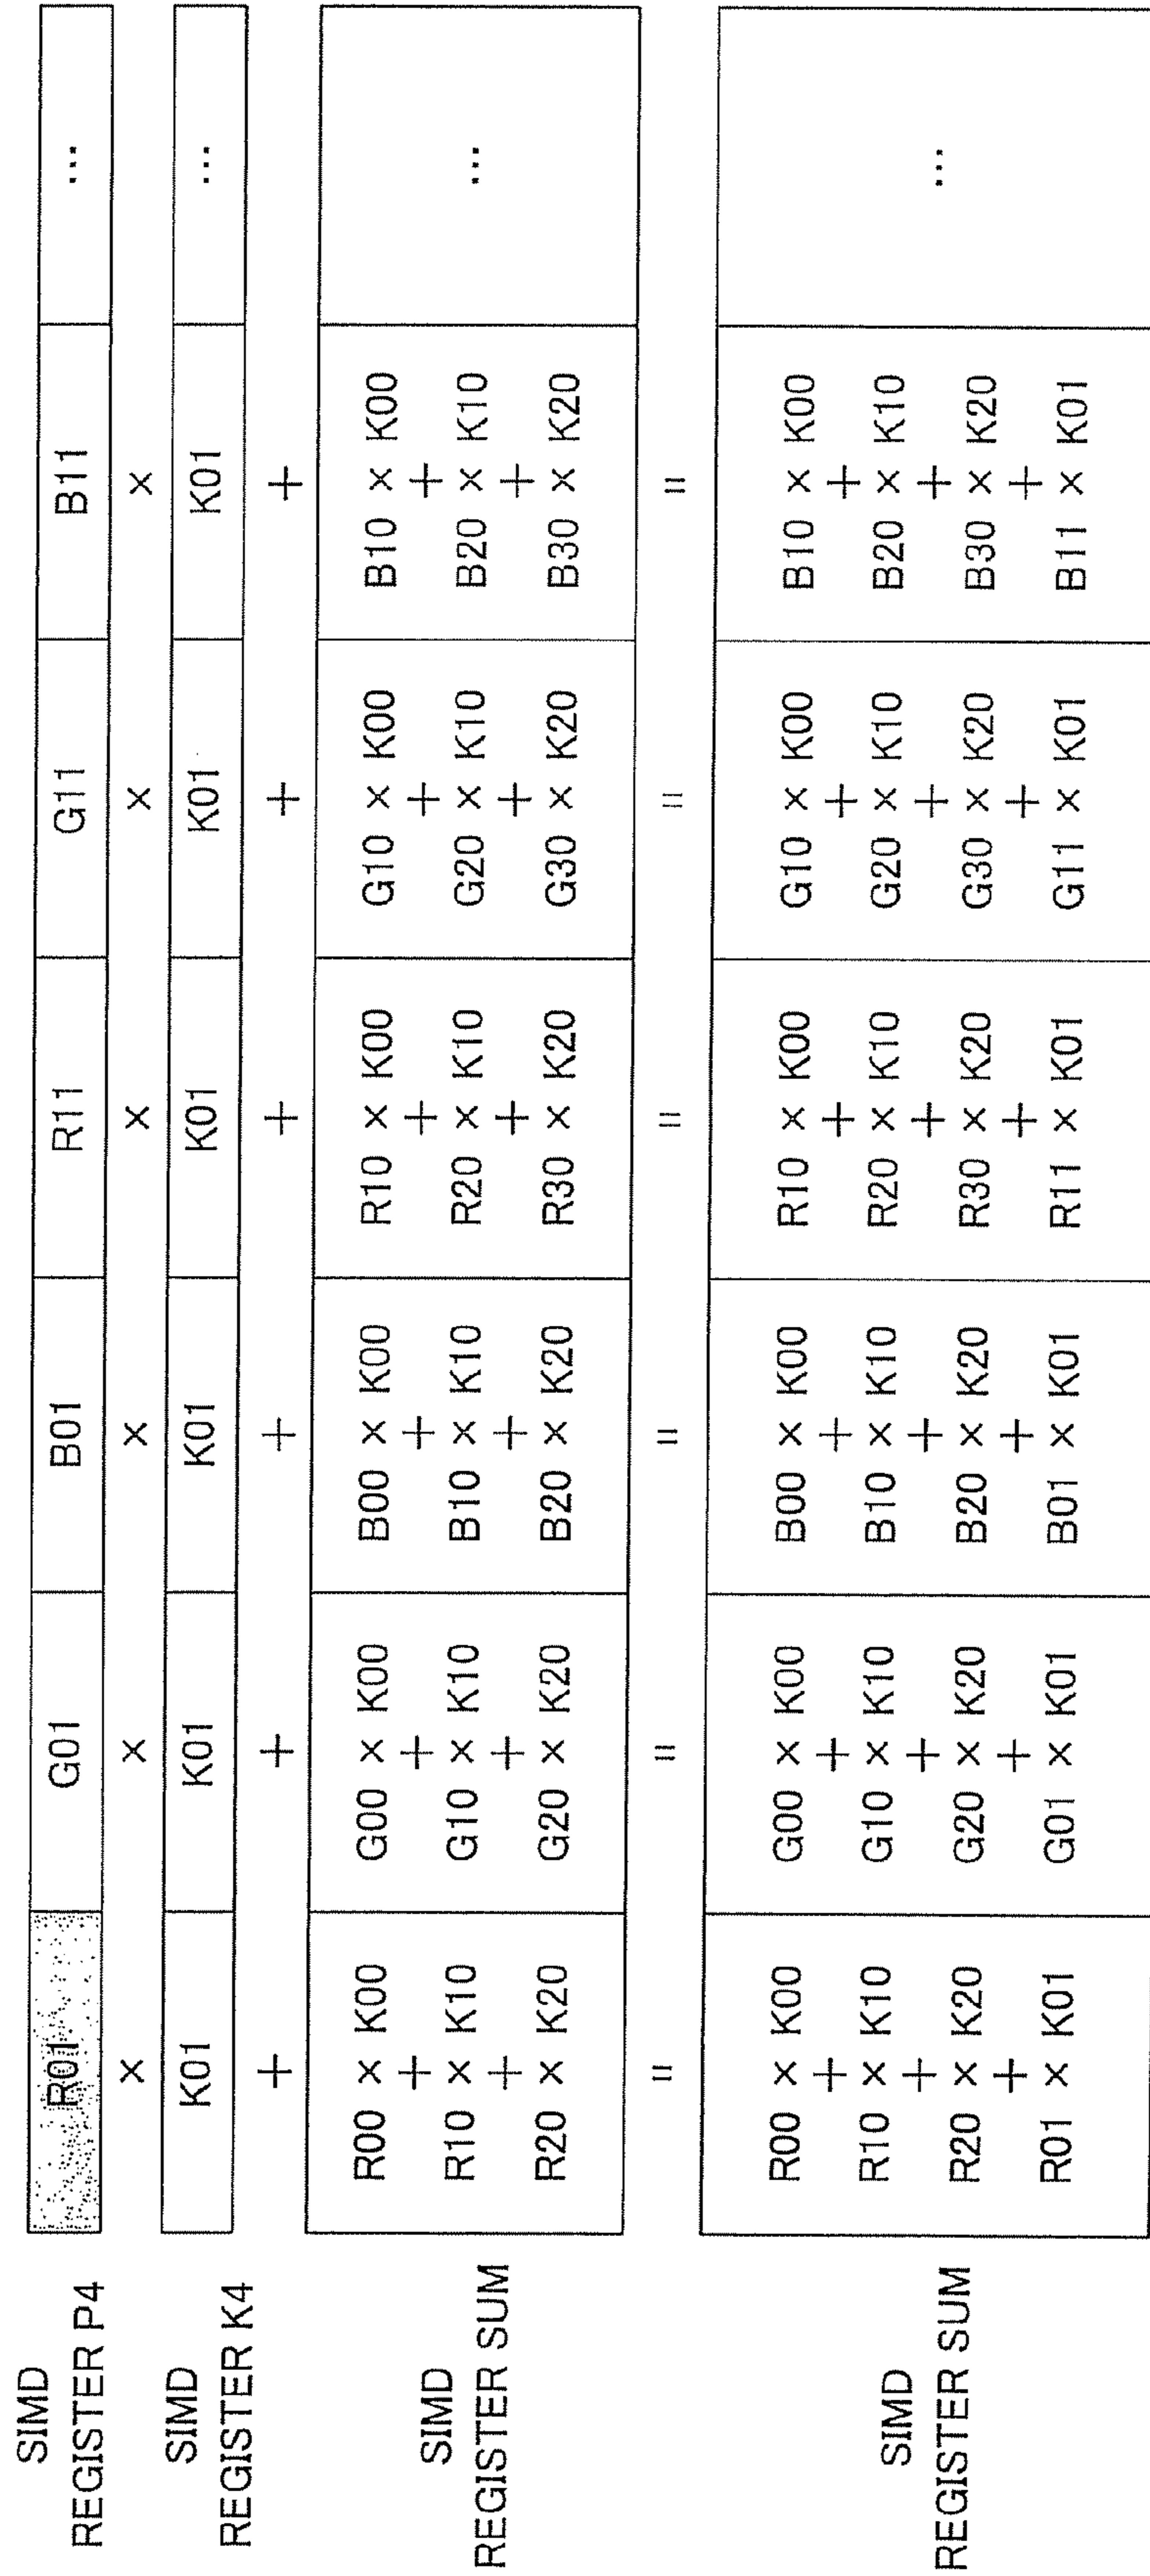 SIMD
REGISTER P4
R01
G01
B01
R11
G11
B11
...
× × × × × ×
SIMD
REGISTER K4
K01
K01
K01
K01
K01
K01
...
+ + + + + +
SIMD
REGISTER SUM
R00 × K00
+
R10 × K10
+
R20 × K20
G00 × K00
+
G10 × K10
+
G20 × K20
B00 × K00
+
B10 × K10
+
B20 × K20
R10 × K00
+
R20 × K10
+
R30 × K20
G10 × K00
+
G20 × K10
+
G30 × K20
B10 × K00
+
B20 × K10
+
B30 × K20
...
= = = = = =
SIMD
REGISTER SUM
R00 × K00
+
R10 × K10
+
R20 × K20
+
R01 × K01
G00 × K00
+
G10 × K10
+
G20 × K20
+
G01 × K01
B00 × K00
+
B10 × K10
+
B20 × K20
+
B01 × K01
R10 × K00
+
R20 × K10
+
R30 × K20
+
R11 × K01
G10 × K00
+
G20 × K10
+
G30 × K20
+
G11 × K01
B10 × K00
+
B20 × K10
+
B30 × K20
+
B11 × K01
...